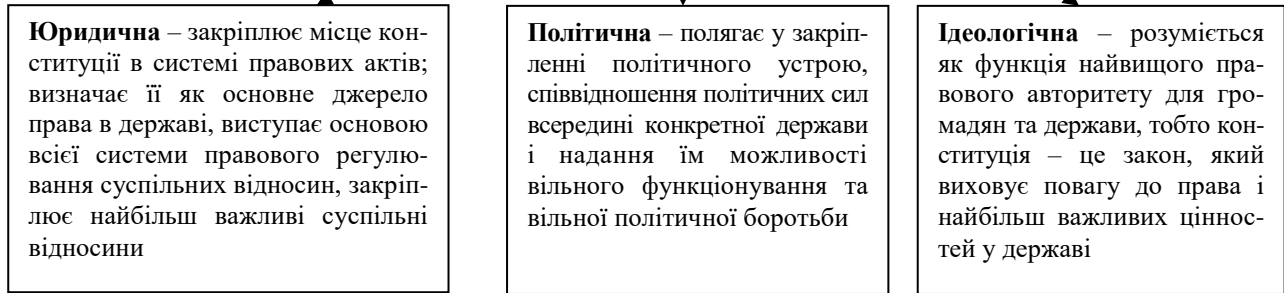 Юридична – закріплює місце кон-
ституції в системі правових актів;
визначає її як основне джерело
права в державі, виступає основою
всієї системи правового регулю-
вання суспільних відносин, закріп-
лює найбільш важливі суспільні
відносини
Політична – полягає у закріп-
ленні політичного устрою,
співвідношення політичних сил
всередині конкретної держави
і надання їм можливості
вільного функціонування та
вільної політичної боротьби
Ідеологічна – розуміється
як функція найвищого пра-
вового авторитету для гро-
мадян та держави, тобто кон-
ституція – це закон, який
виховує повагу до права і
найбільш важливих ціннос-
тей у державі